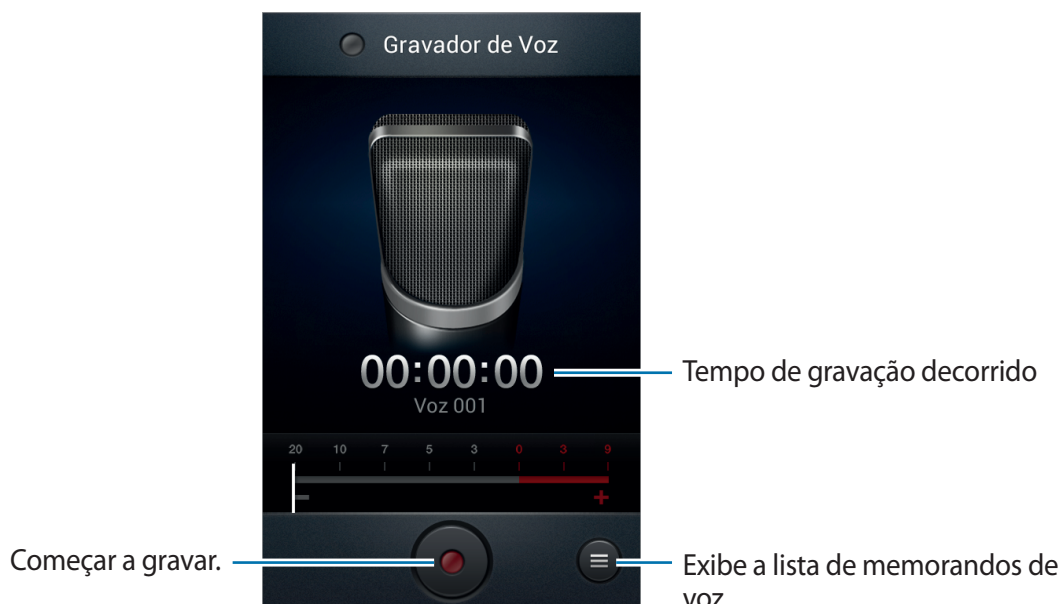 Gravador de Voz
00:00:00
Tempo de gravação decorrido
Voz 001
20 10 7 5 3 0 3 9
− +
Começar a gravar.
Exibe a lista de memorandos de
voz